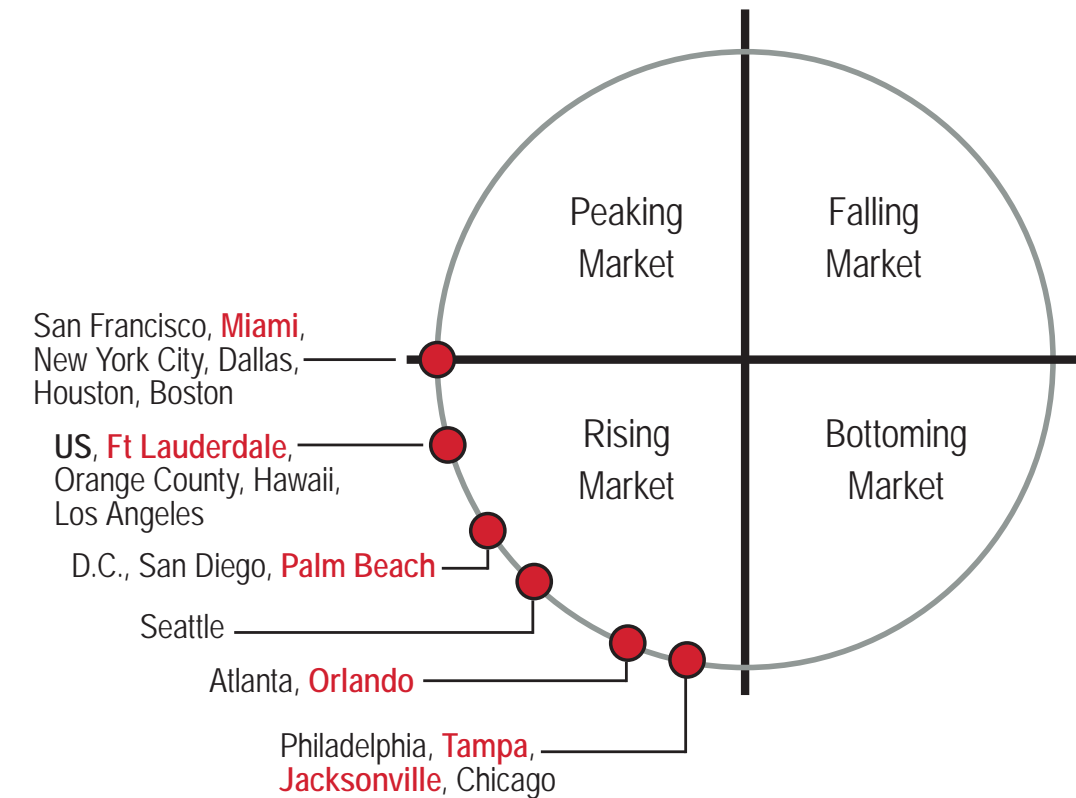 Peaking
Market
Falling
Market
San Francisco, Miami,
New York City, Dallas,
Houston, Boston
Rising
Market
Bottoming
Market
US, Ft Lauderdale,
Orange County, Hawaii,
Los Angeles
D.C., San Diego, Palm Beach
Seattle
Atlanta, Orlando
Philadelphia, Tampa,
Jacksonville, Chicago